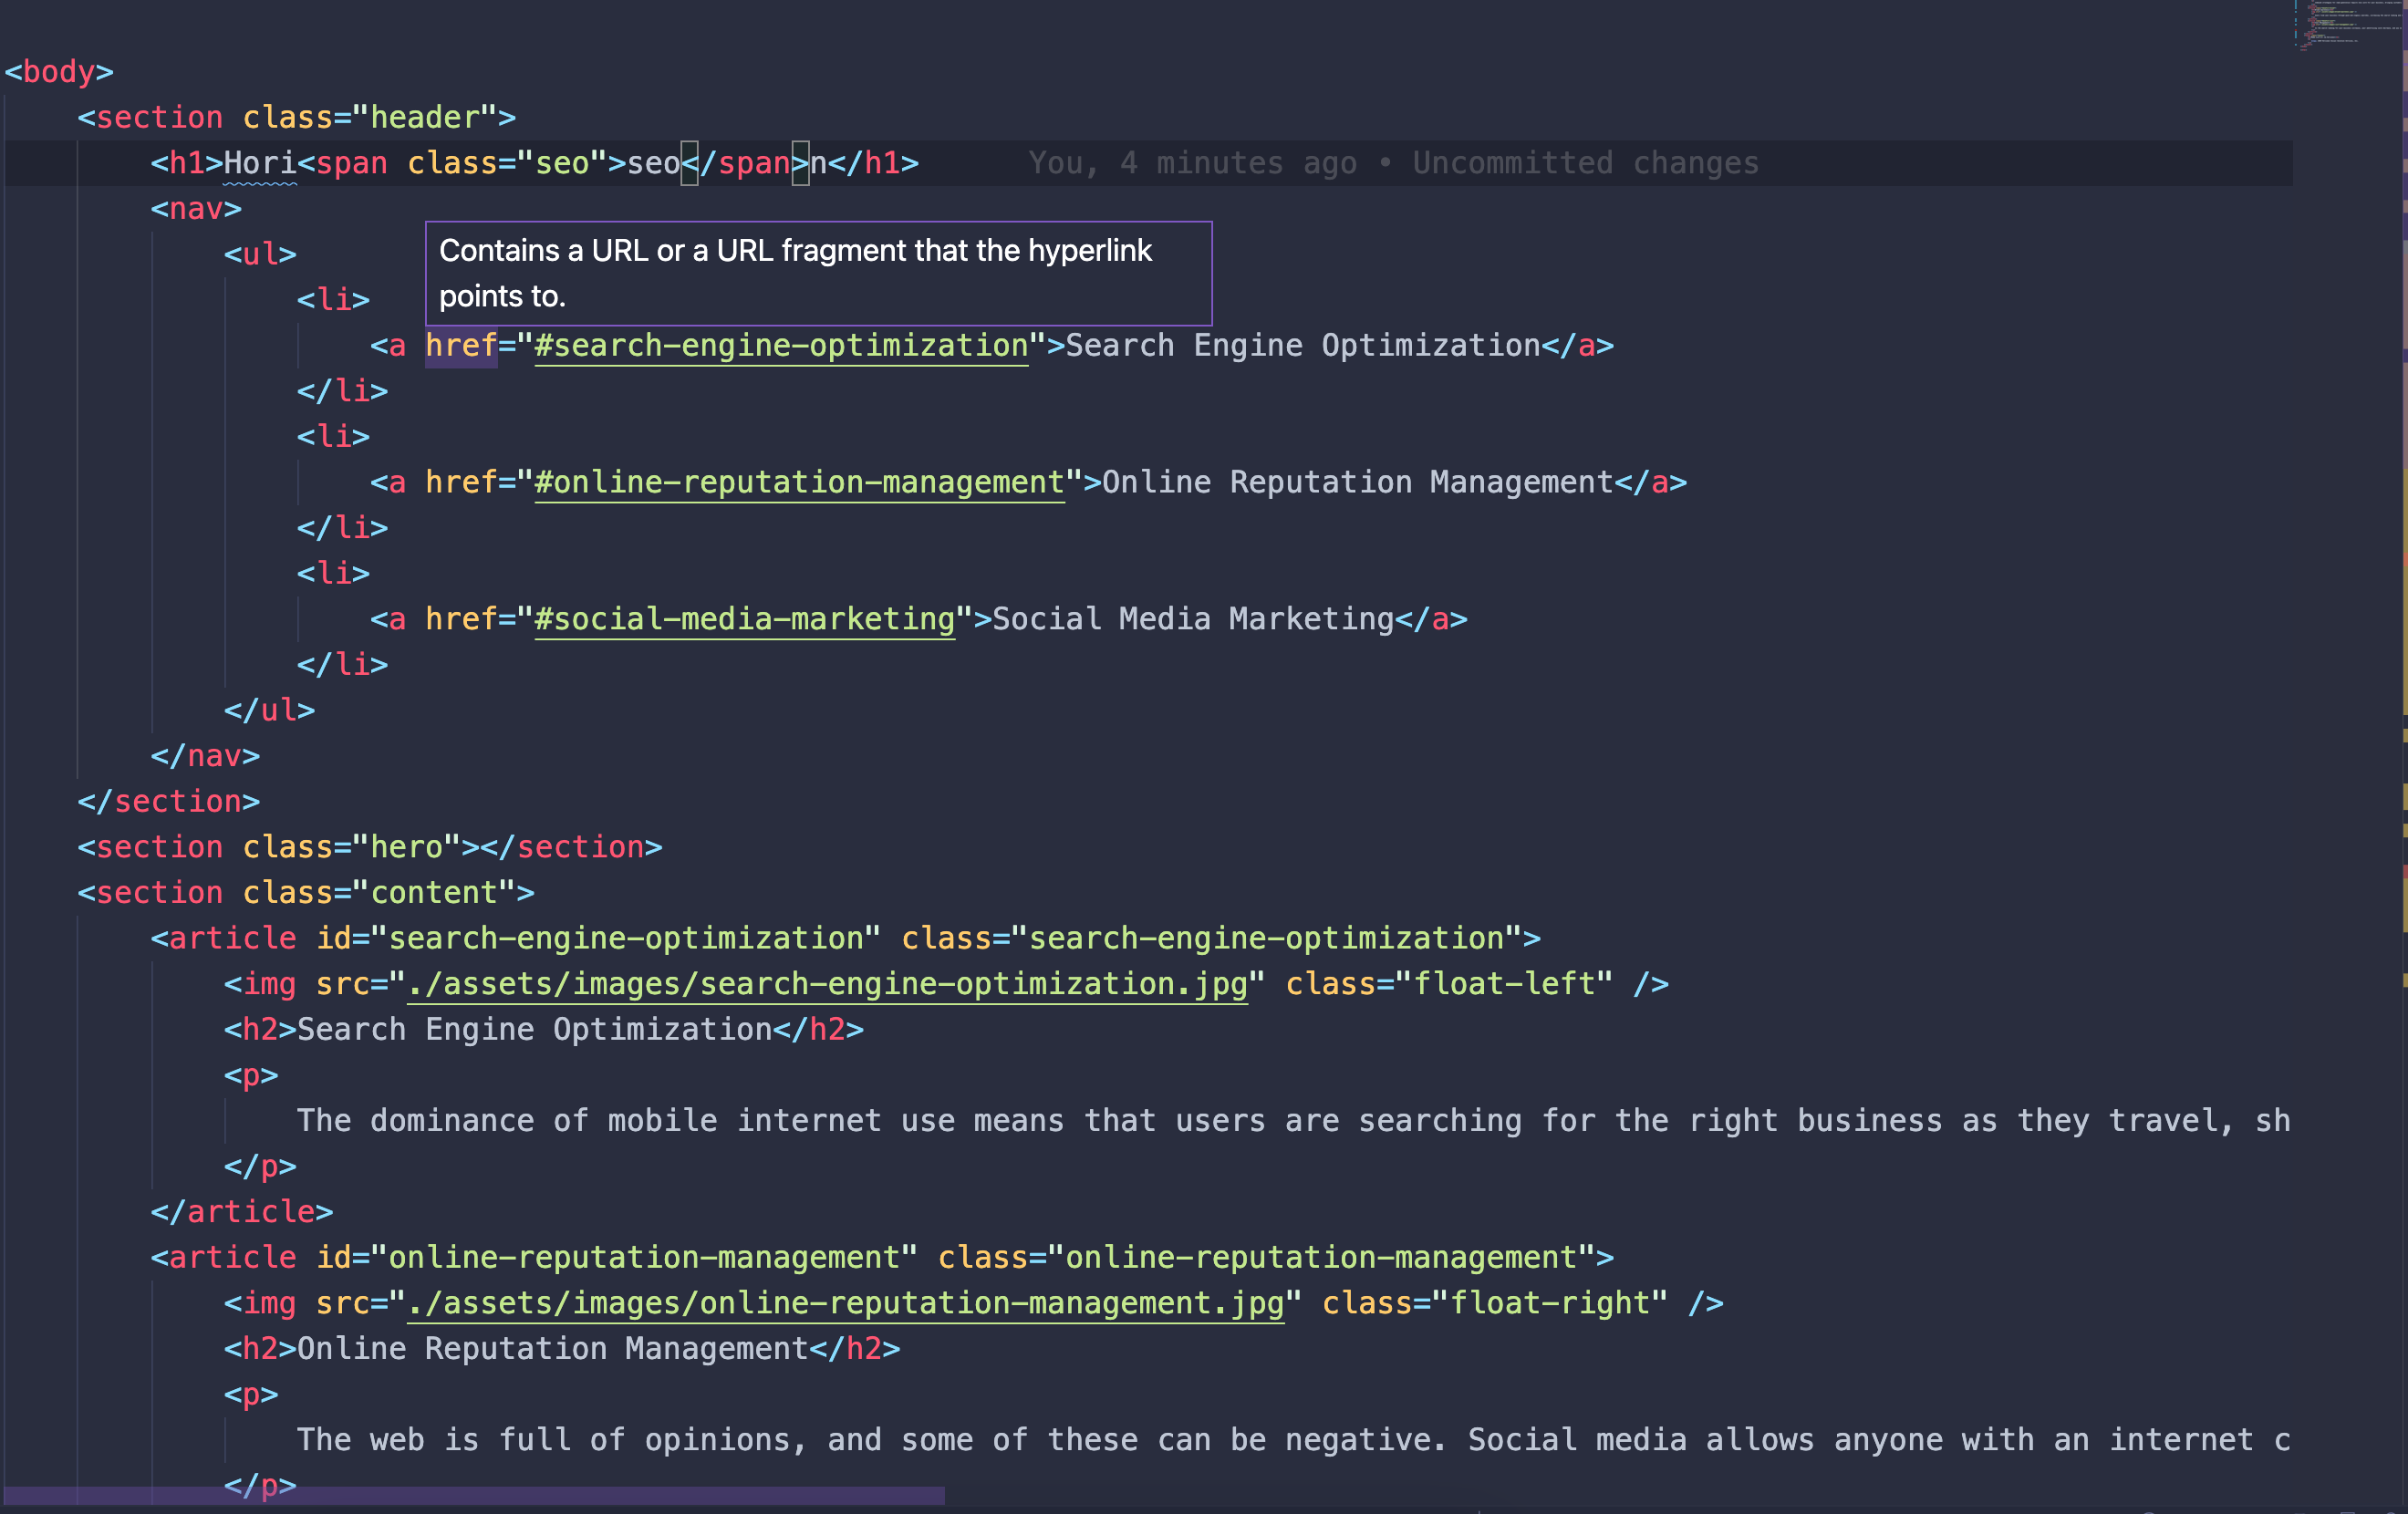 <body>
<section class="header">
<h1>Hori<span class="seo">seo</span>n</h1> You, 4 minutes ago • Uncommitted changes
<nav>
<ul>
Contains a URL or a URL fragment that the hyperlink
points to.
<li>
<a href="#search-engine-optimization">Search Engine Optimization</a>
</li>
<li>
<a href="#online-reputation-management">Online Reputation Management</a>
</li>
<li>
<a href="#social-media-marketing">Social Media Marketing</a>
</li>
</ul>
</nav>
</section>
<section class="hero"></section>
<section class="content">
<article id="search-engine-optimization" class="search-engine-optimization">
<img src="./assets/images/search-engine-optimization.jpg" class="float-left" />
<h2>Search Engine Optimization</h2>
<p>
The dominance of mobile internet use means that users are searching for the right business as they travel, sh
</p>
</article>
<article id="online-reputation-management" class="online-reputation-management">
<img src="./assets/images/online-reputation-management.jpg" class="float-right" />
<h2>Online Reputation Management</h2>
<p>
The web is full of opinions, and some of these can be negative. Social media allows anyone with an internet c
</p>